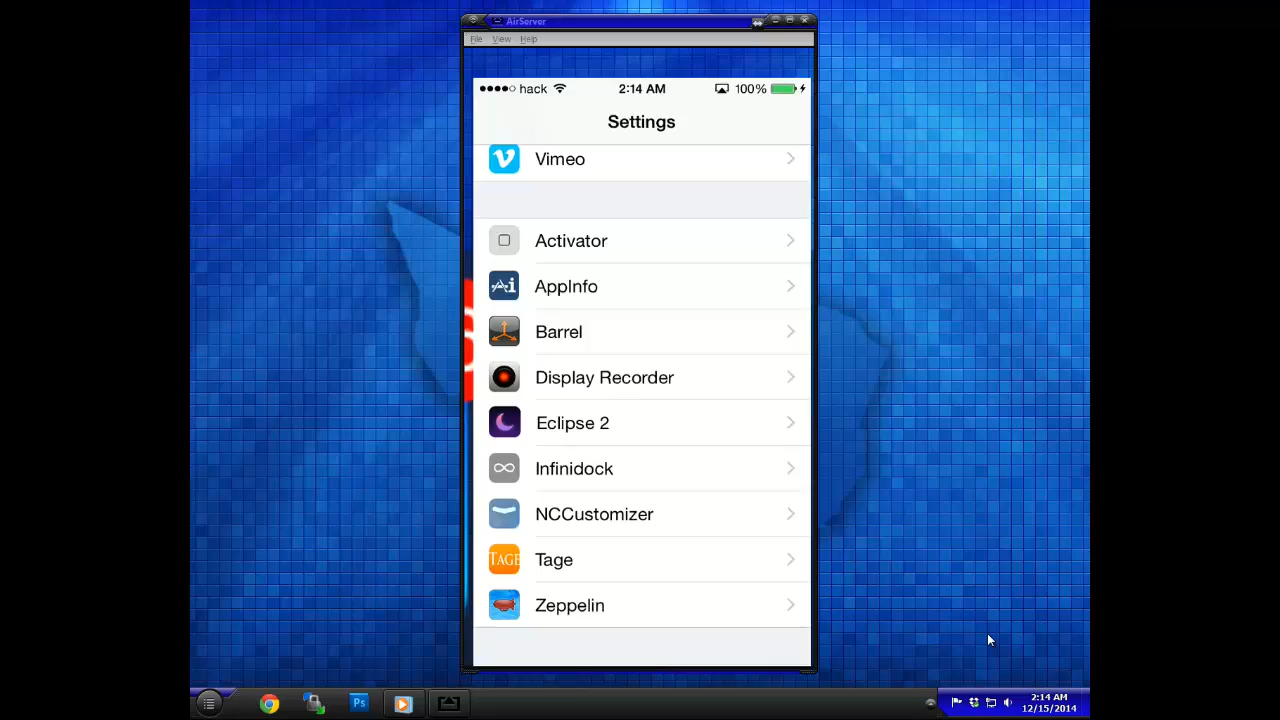 AirServer
File View Help
hack 2:14 AM 100%
Settings
Vimeo
Activator
AppInfo
Barrel
Display Recorder
Eclipse 2
Infinidock
NCCustomizer
TAGE Tage
Zeppelin
Ps
2:14 AM
12/15/2014